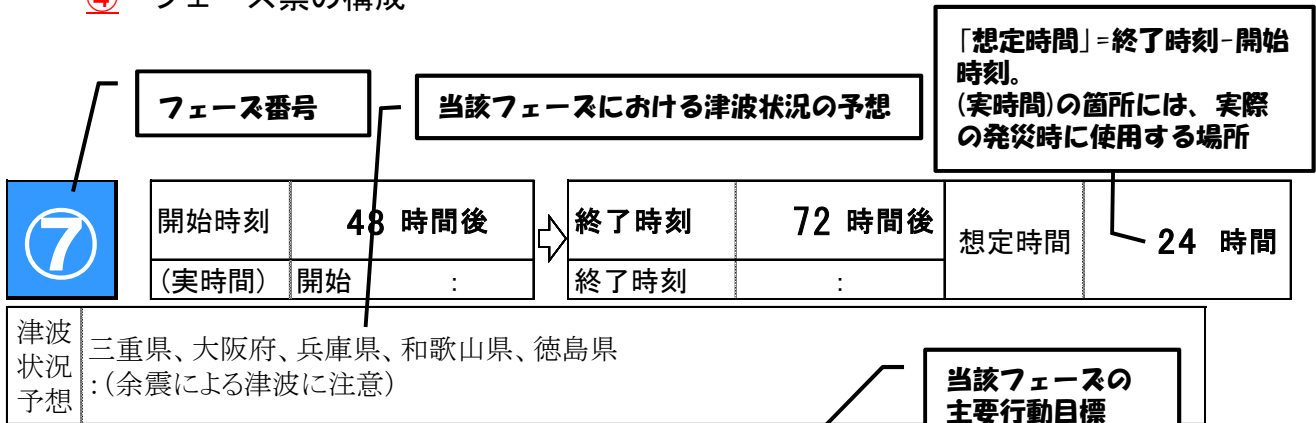 ④ フェーズ票の構成
「想定時間」=終了時刻-開始
時刻。
(実時間)の箇所には、実際
の発災時に使用する場所
フェーズ番号
当該フェーズにおける津波状況の予想
⑦
開始時刻 48 時間後 終了時刻 72 時間後 想定時間 24 時間
(実時間) 開始 : 終了時刻 :
津波
状況
予想
三重県、大阪府、兵庫県、和歌山県、徳島県
:(余震による津波に注意)
当該フェーズの
主要行動目標